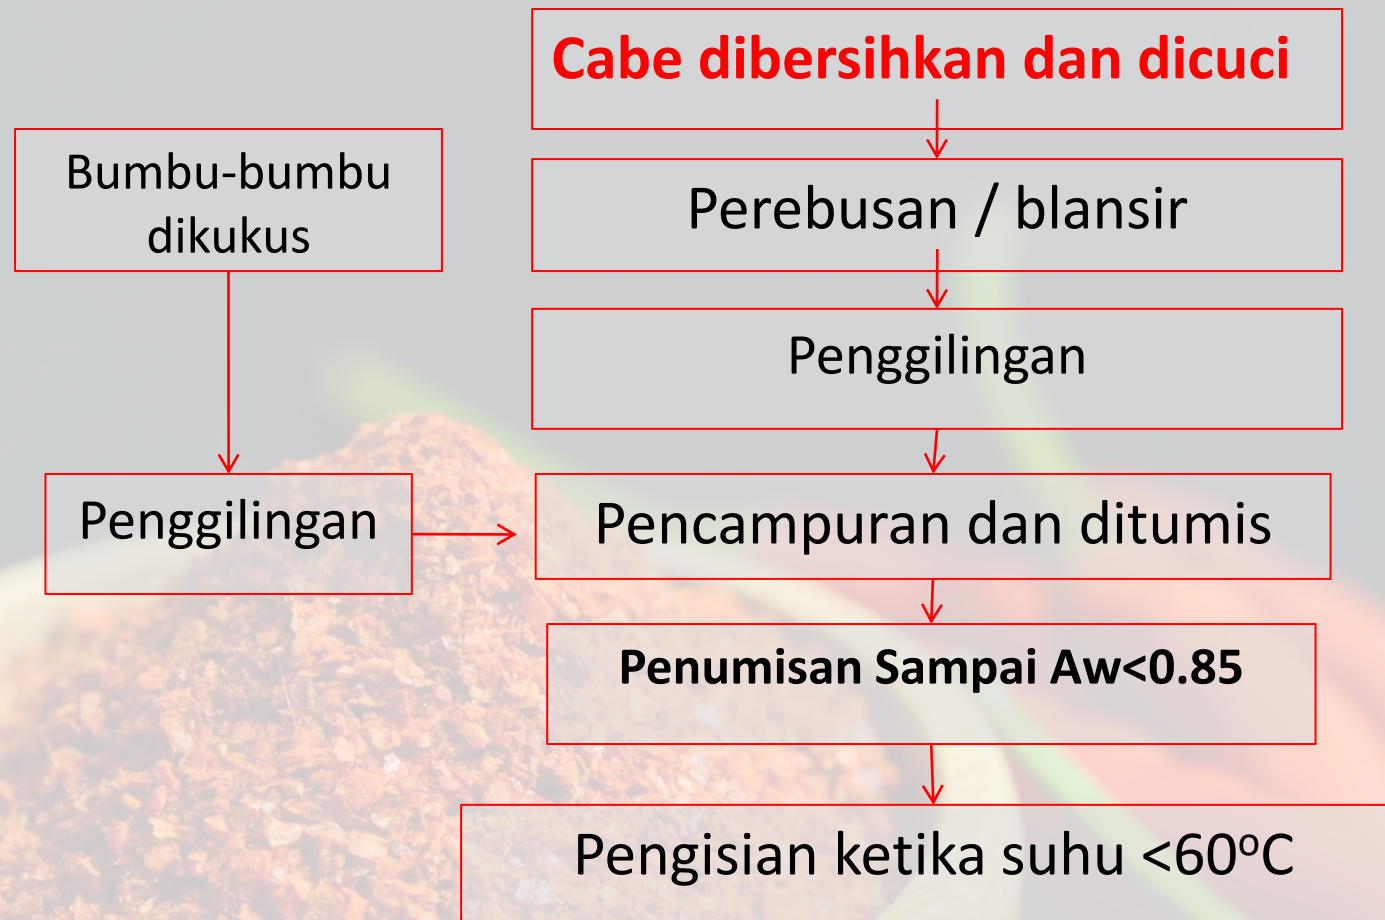 Cabe dibersihkan dan dicuci
Bumbu-bumbu
dikukus
Perebusan / blansir
Penggilingan
Penggilingan
Pencampuran dan ditumis
Penumisan Sampai Aw<0.85
Pengisian ketika suhu <60ºC